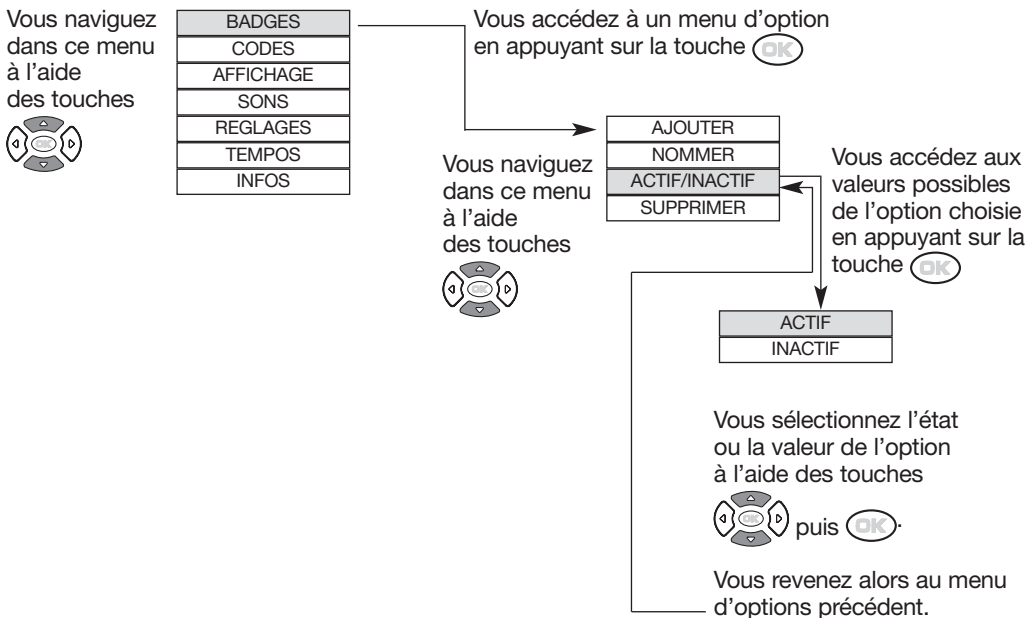 Vous naviguez
dans ce menu
à l'aide
des touches
OK
BADGES
CODES
AFFICHAGE
SONS
REGLAGES
TEMPOS
INFOS
Vous accédez à un menu d'option
en appuyant sur la touche OK
Vous naviguez
dans ce menu
à l'aide
des touches
OK
AJOUTER
NOMMER
ACTIF/INACTIF
SUPPRIMER
Vous accédez aux
valeurs possibles
de l'option choisie
en appuyant sur la
touche OK
ACTIF
INACTIF
Vous sélectionnez l'état
ou la valeur de l'option
à l'aide des touches
OK puis OK.
Vous revenez alors au menu
d'options précédent.